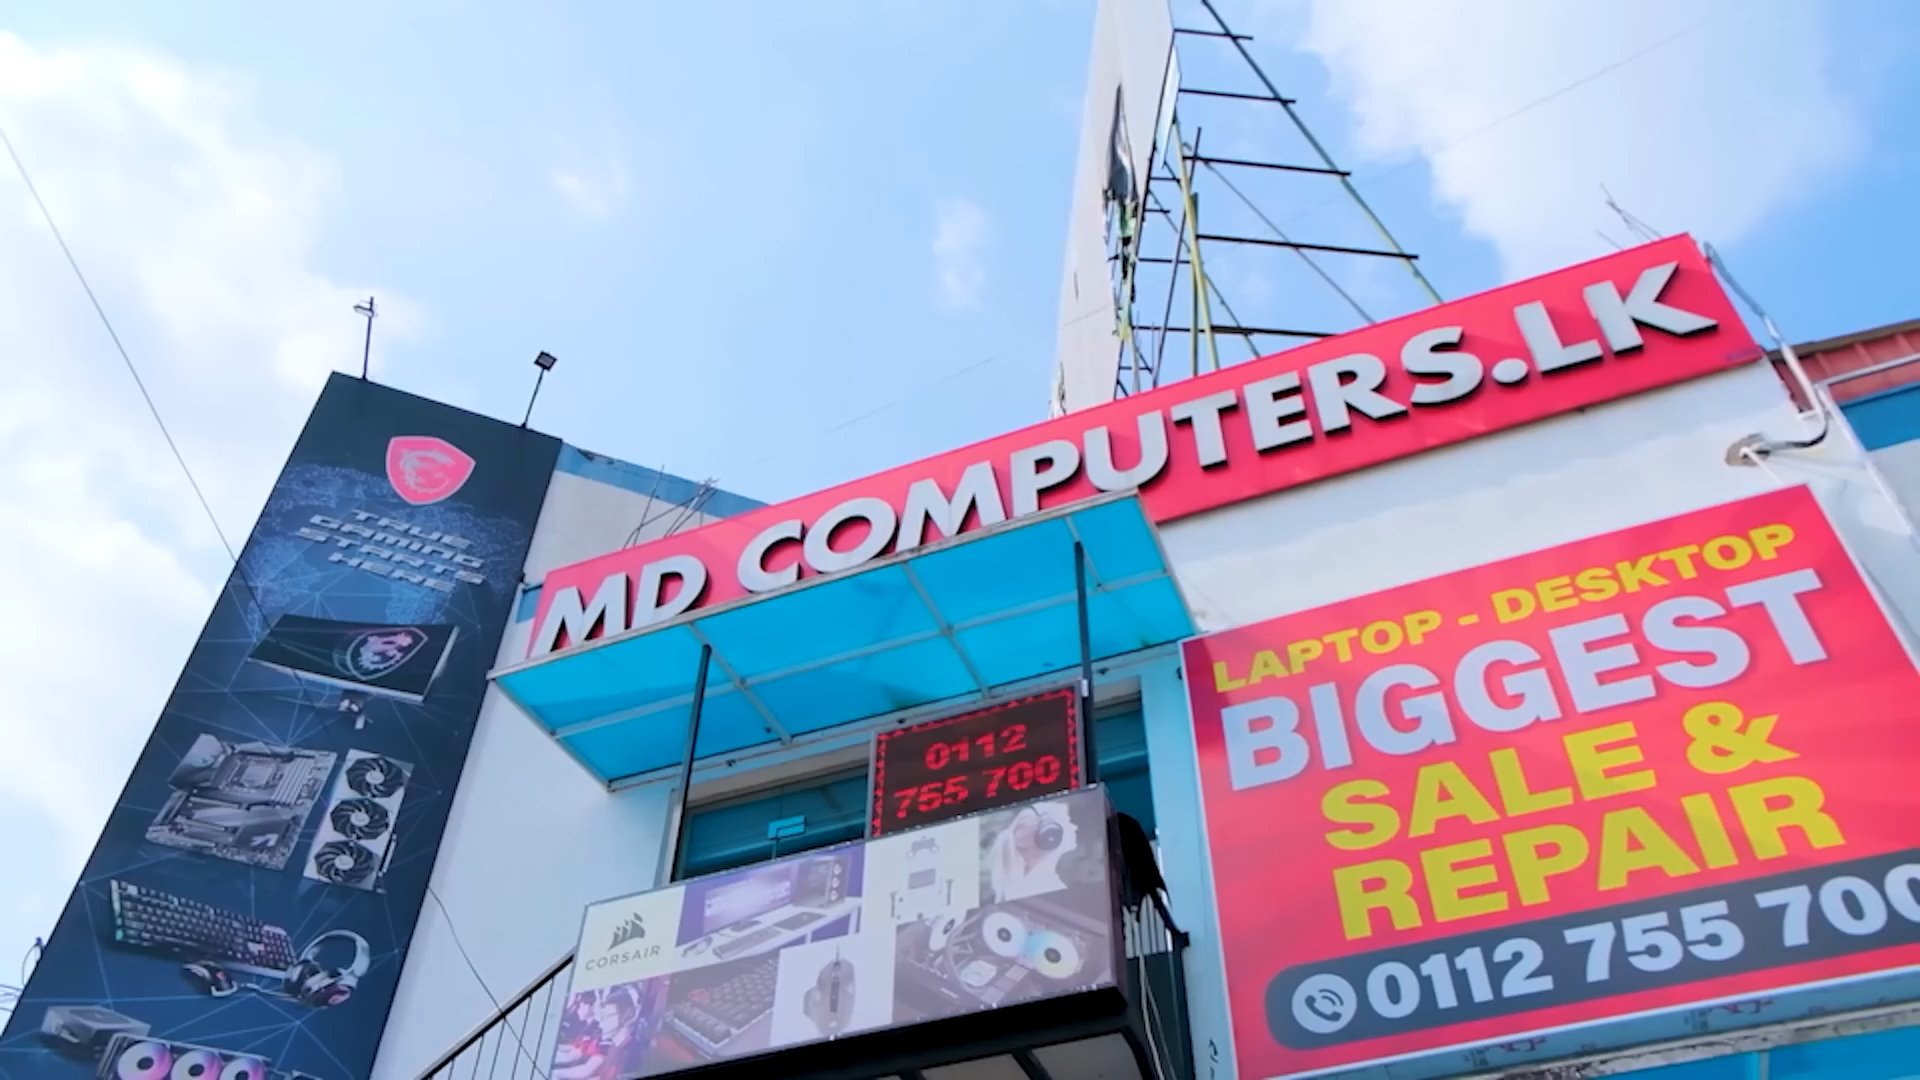 MD COMPUTERS.LK
TRUE
GAMING
STARTS
HERE
0112
755 700
CORSAIR
LAPTOP - DESKTOP
BIGGEST
SALE &
REPAIR
0112 755 700